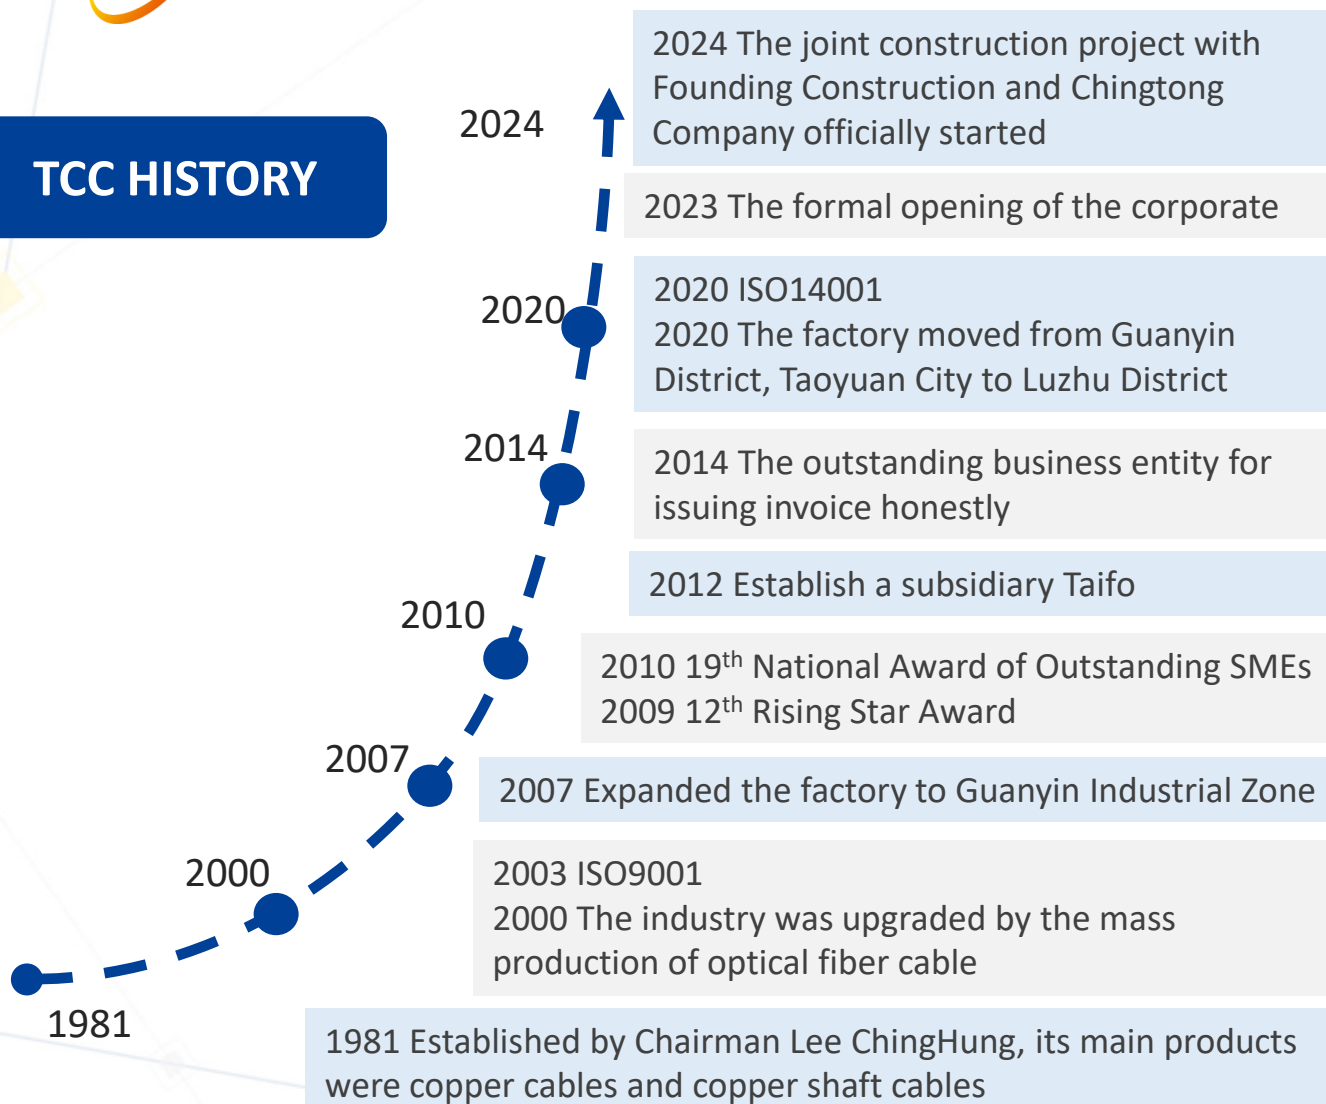 TCC HISTORY
2024
2024 The joint construction project with
Founding Construction and Chingtong
Company officially started
2023 The formal opening of the corporate
2020
2020 ISO14001
2020 The factory moved from Guanyin
District, Taoyuan City to Luzhu District
2014
2014 The outstanding business entity for
issuing invoice honestly
2012 Establish a subsidiary Taifo
2010
2010 19th National Award of Outstanding SMEs
2009 12th Rising Star Award
2007
2007 Expanded the factory to Guanyin Industrial Zone
2000
2003 ISO9001
2000 The industry was upgraded by the mass
production of optical fiber cable
1981
1981 Established by Chairman Lee ChingHung, its main products
were copper cables and copper shaft cables